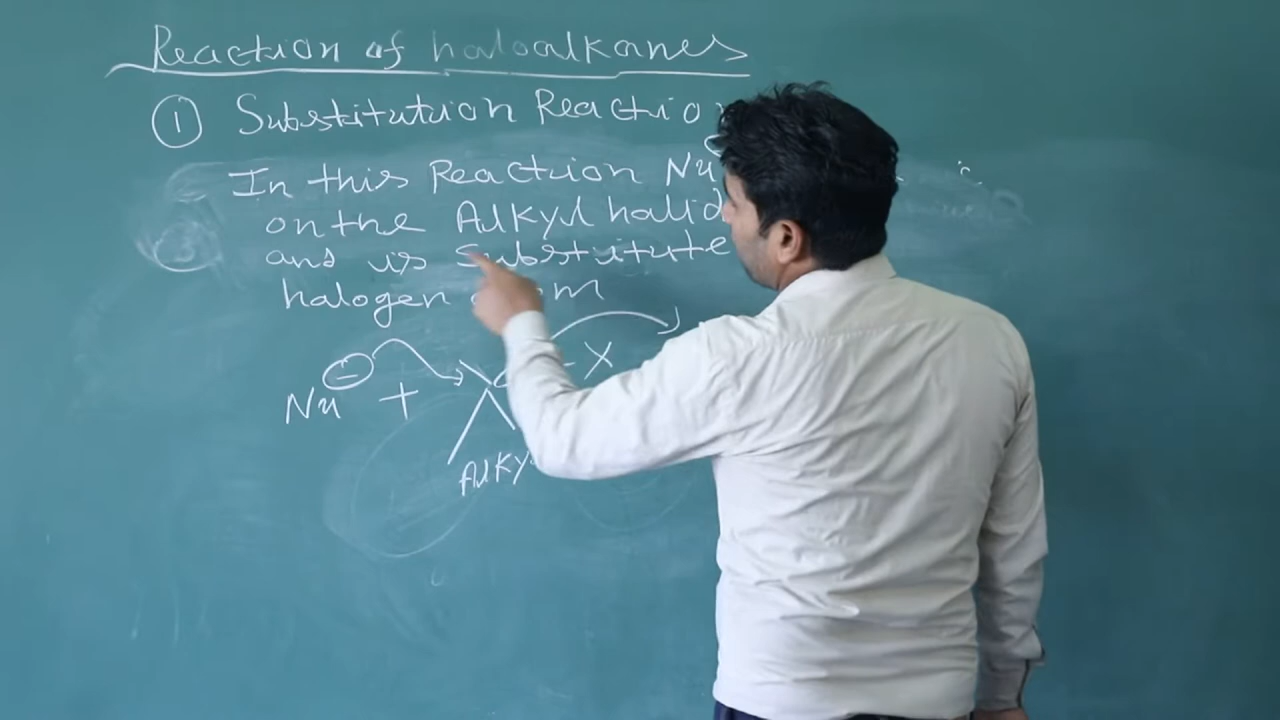 Reaction of haloalkanes
① Substitution Reactio
In this Reaction Nu
on the Alkyl halid
and is Substitute
halogen
Nu ⊖ + X
Alky